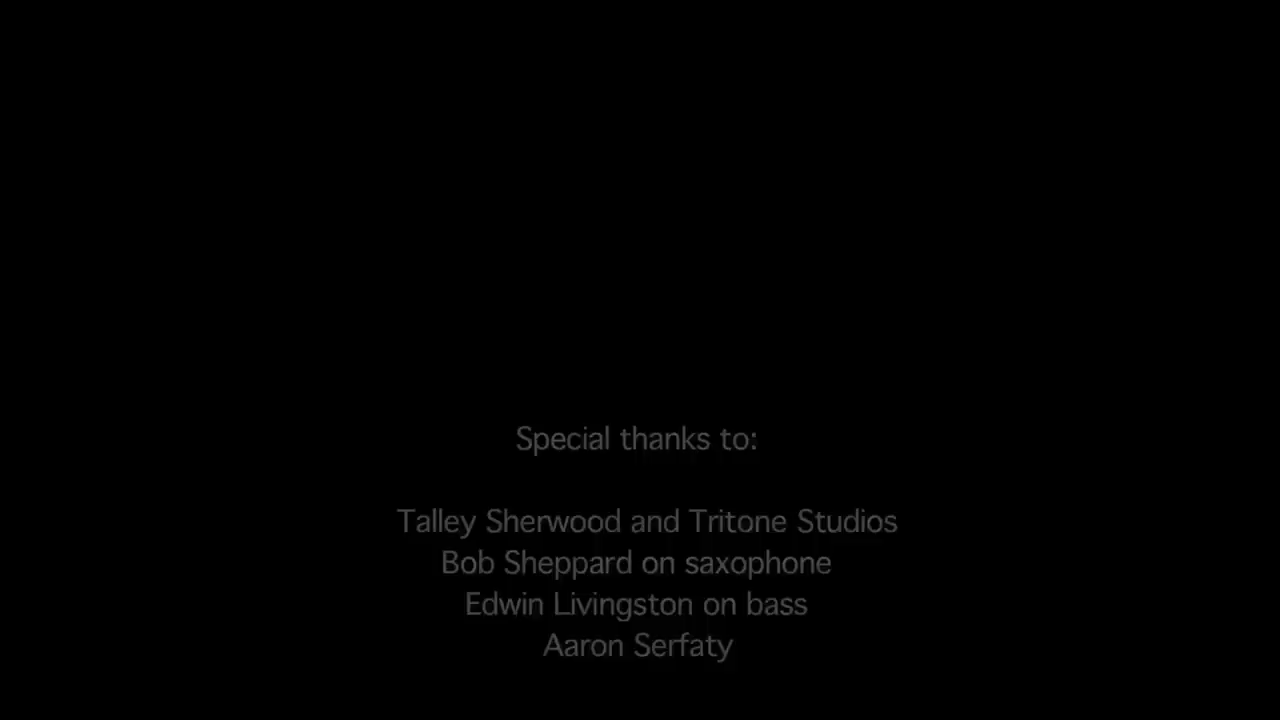 Special thanks to:
Talley Sherwood and Tritone Studios
Bob Sheppard on saxophone
Edwin Livingston on bass
Aaron Serfaty